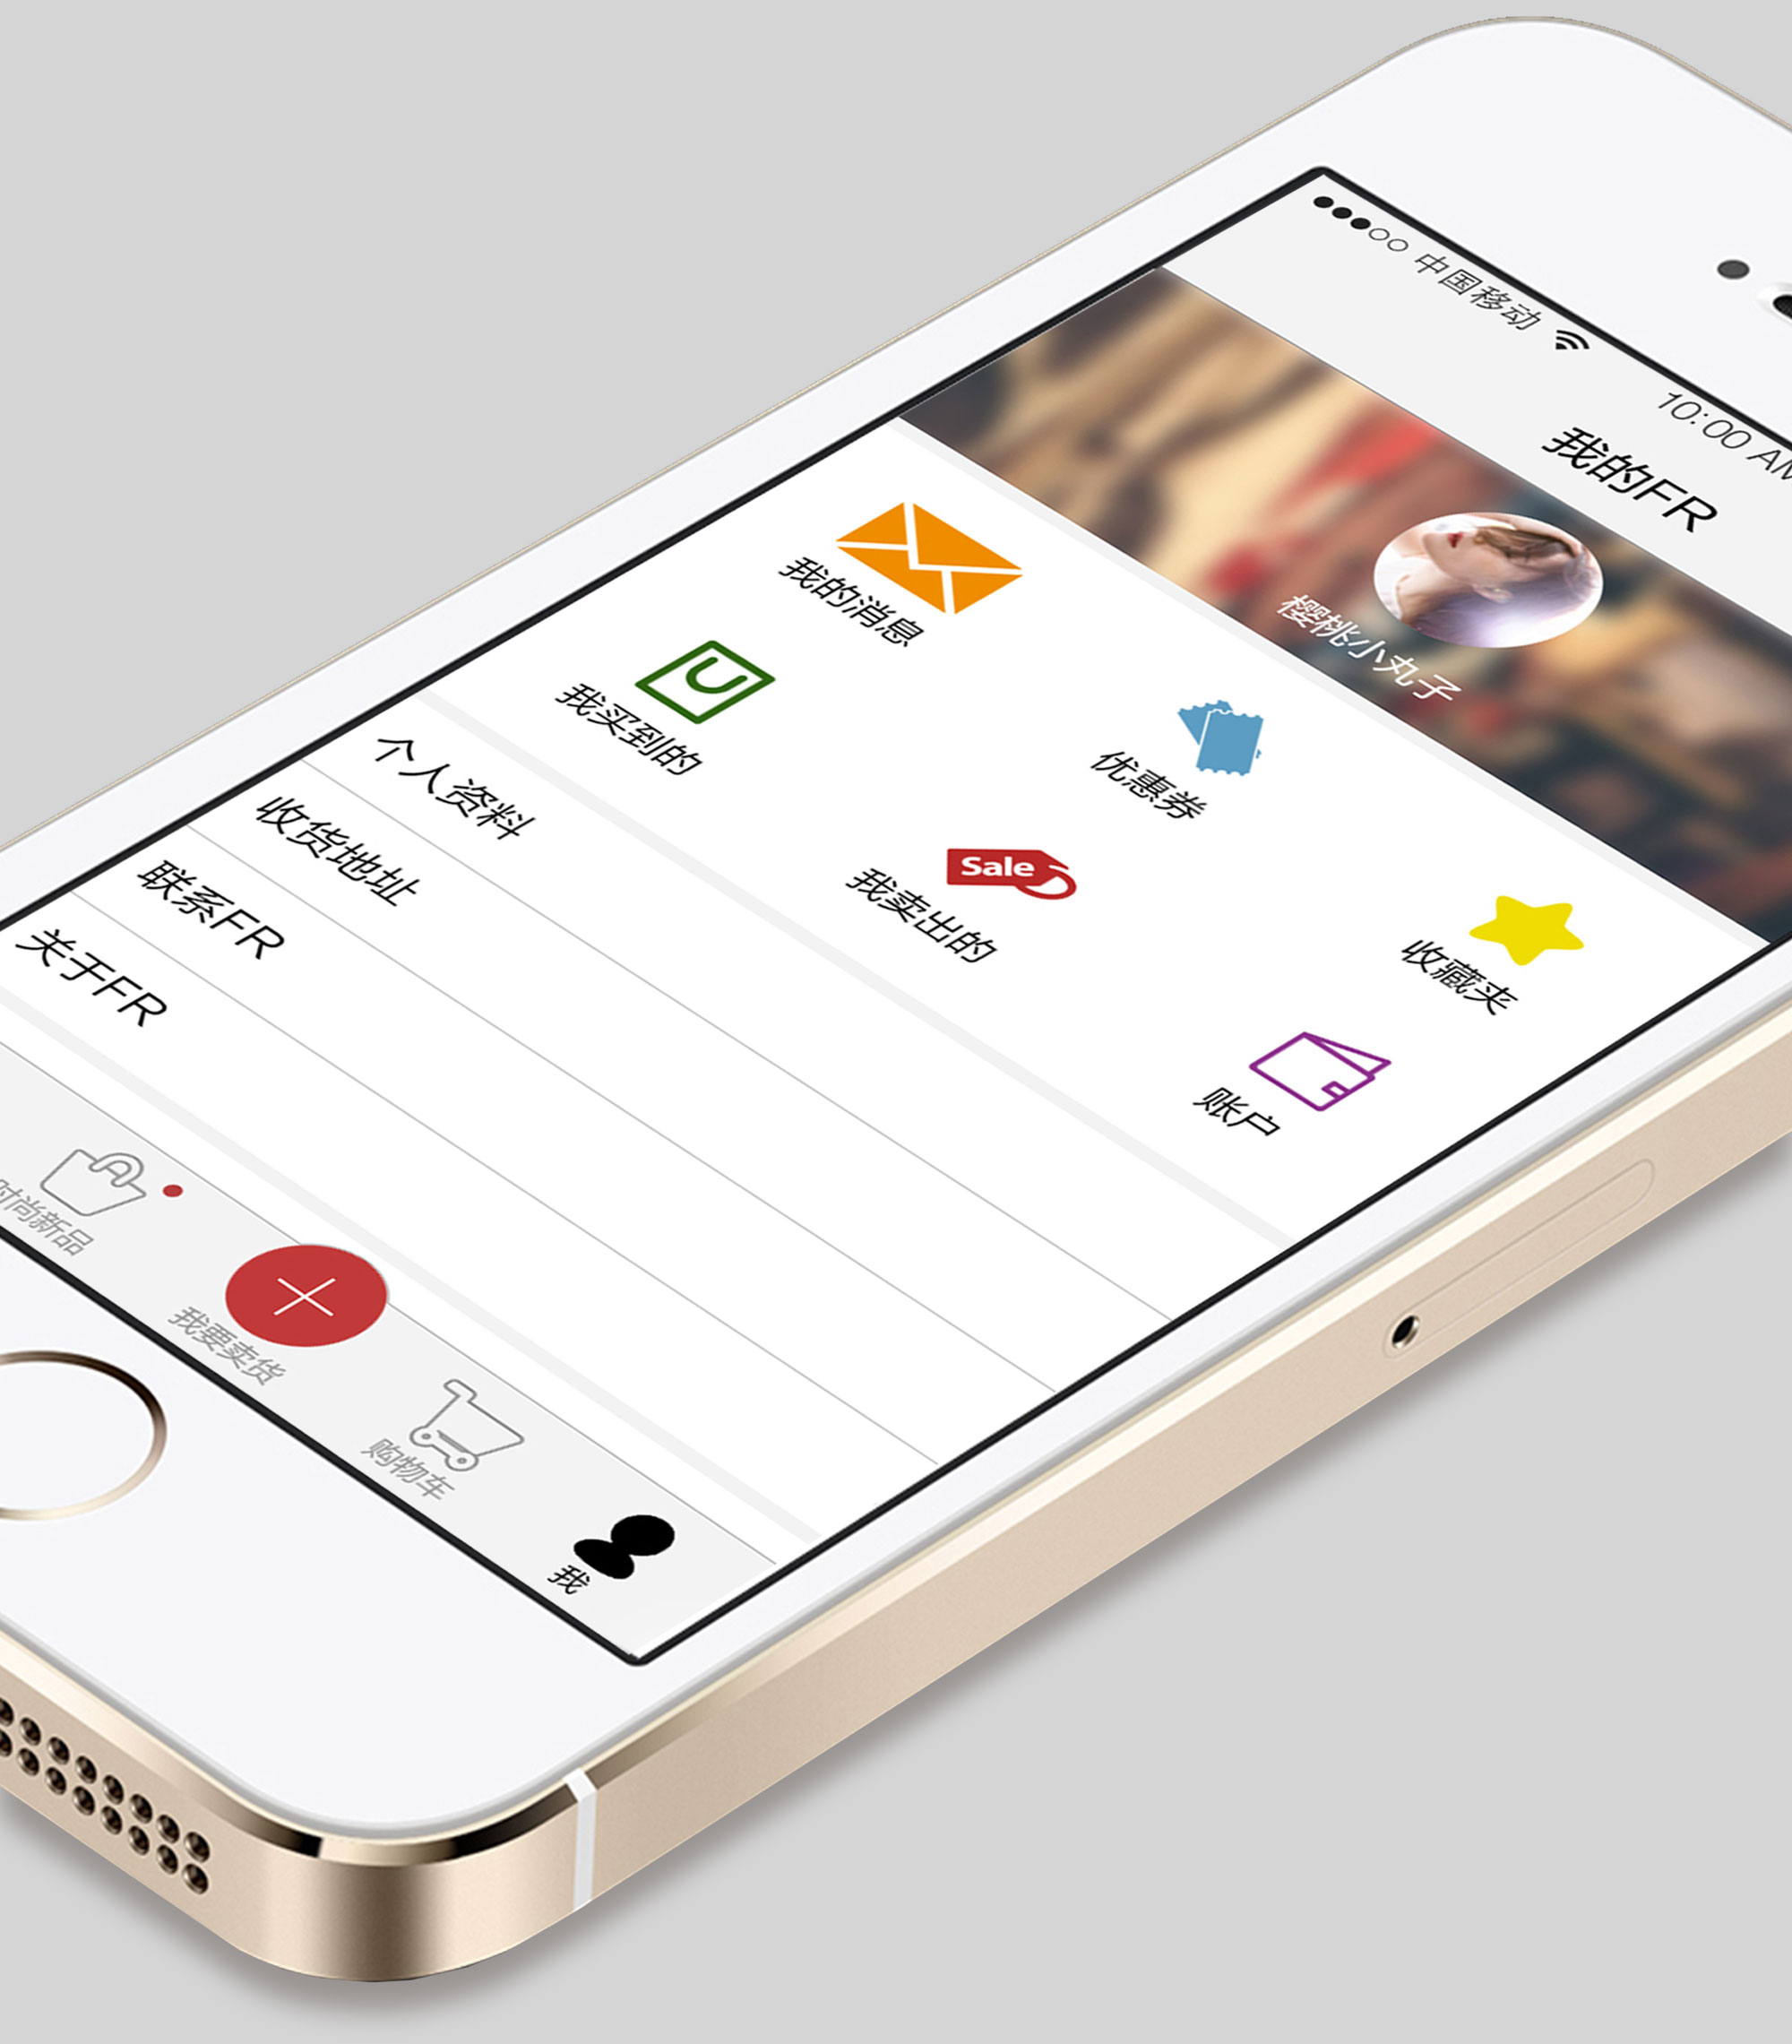 中国移动
10:00 AM
我的FR
樱桃小丸子
我的消息
优惠券
收藏夹
我买到的
Sale
我卖出的
账户
个人资料
收货地址
联系FR
关于FR
时尚新品
我要卖货
购物车
我